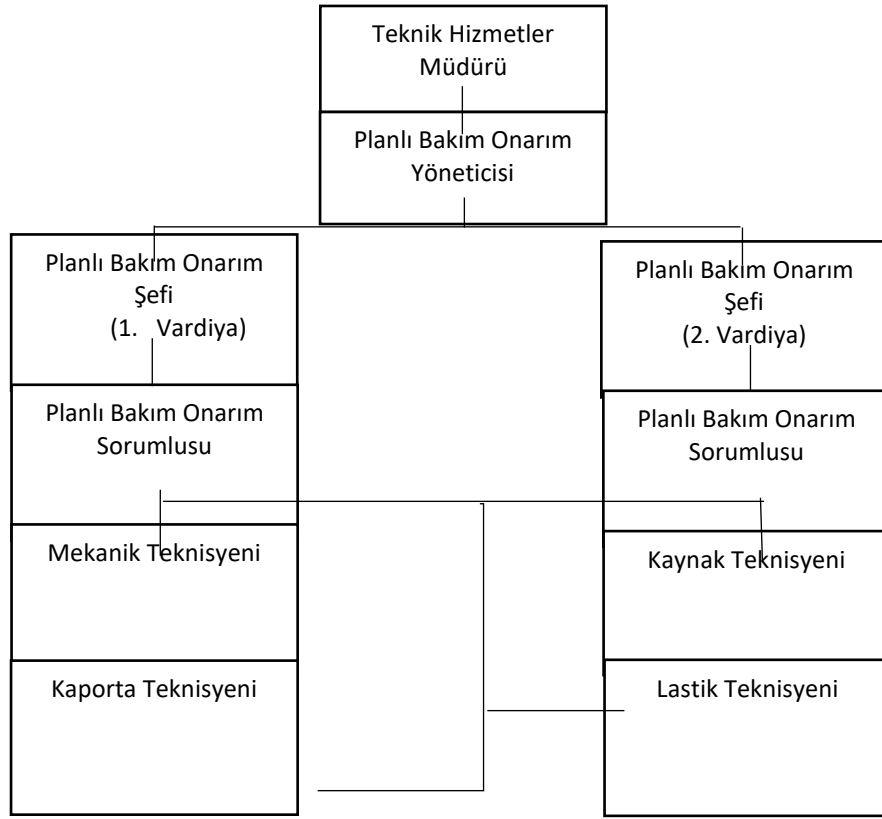 Teknik Hizmetler
Müdürü
Planlı Bakım Onarım
Yöneticisi
Planlı Bakım Onarım
Şefi
(1. Vardiya)
Planlı Bakım Onarım
Şefi
(2. Vardiya)
Planlı Bakım Onarım
Sorumlusu
Planlı Bakım Onarım
Sorumlusu
Mekanik Teknisyeni
Kaynak Teknisyeni
Kaporta Teknisyeni
Lastik Teknisyeni